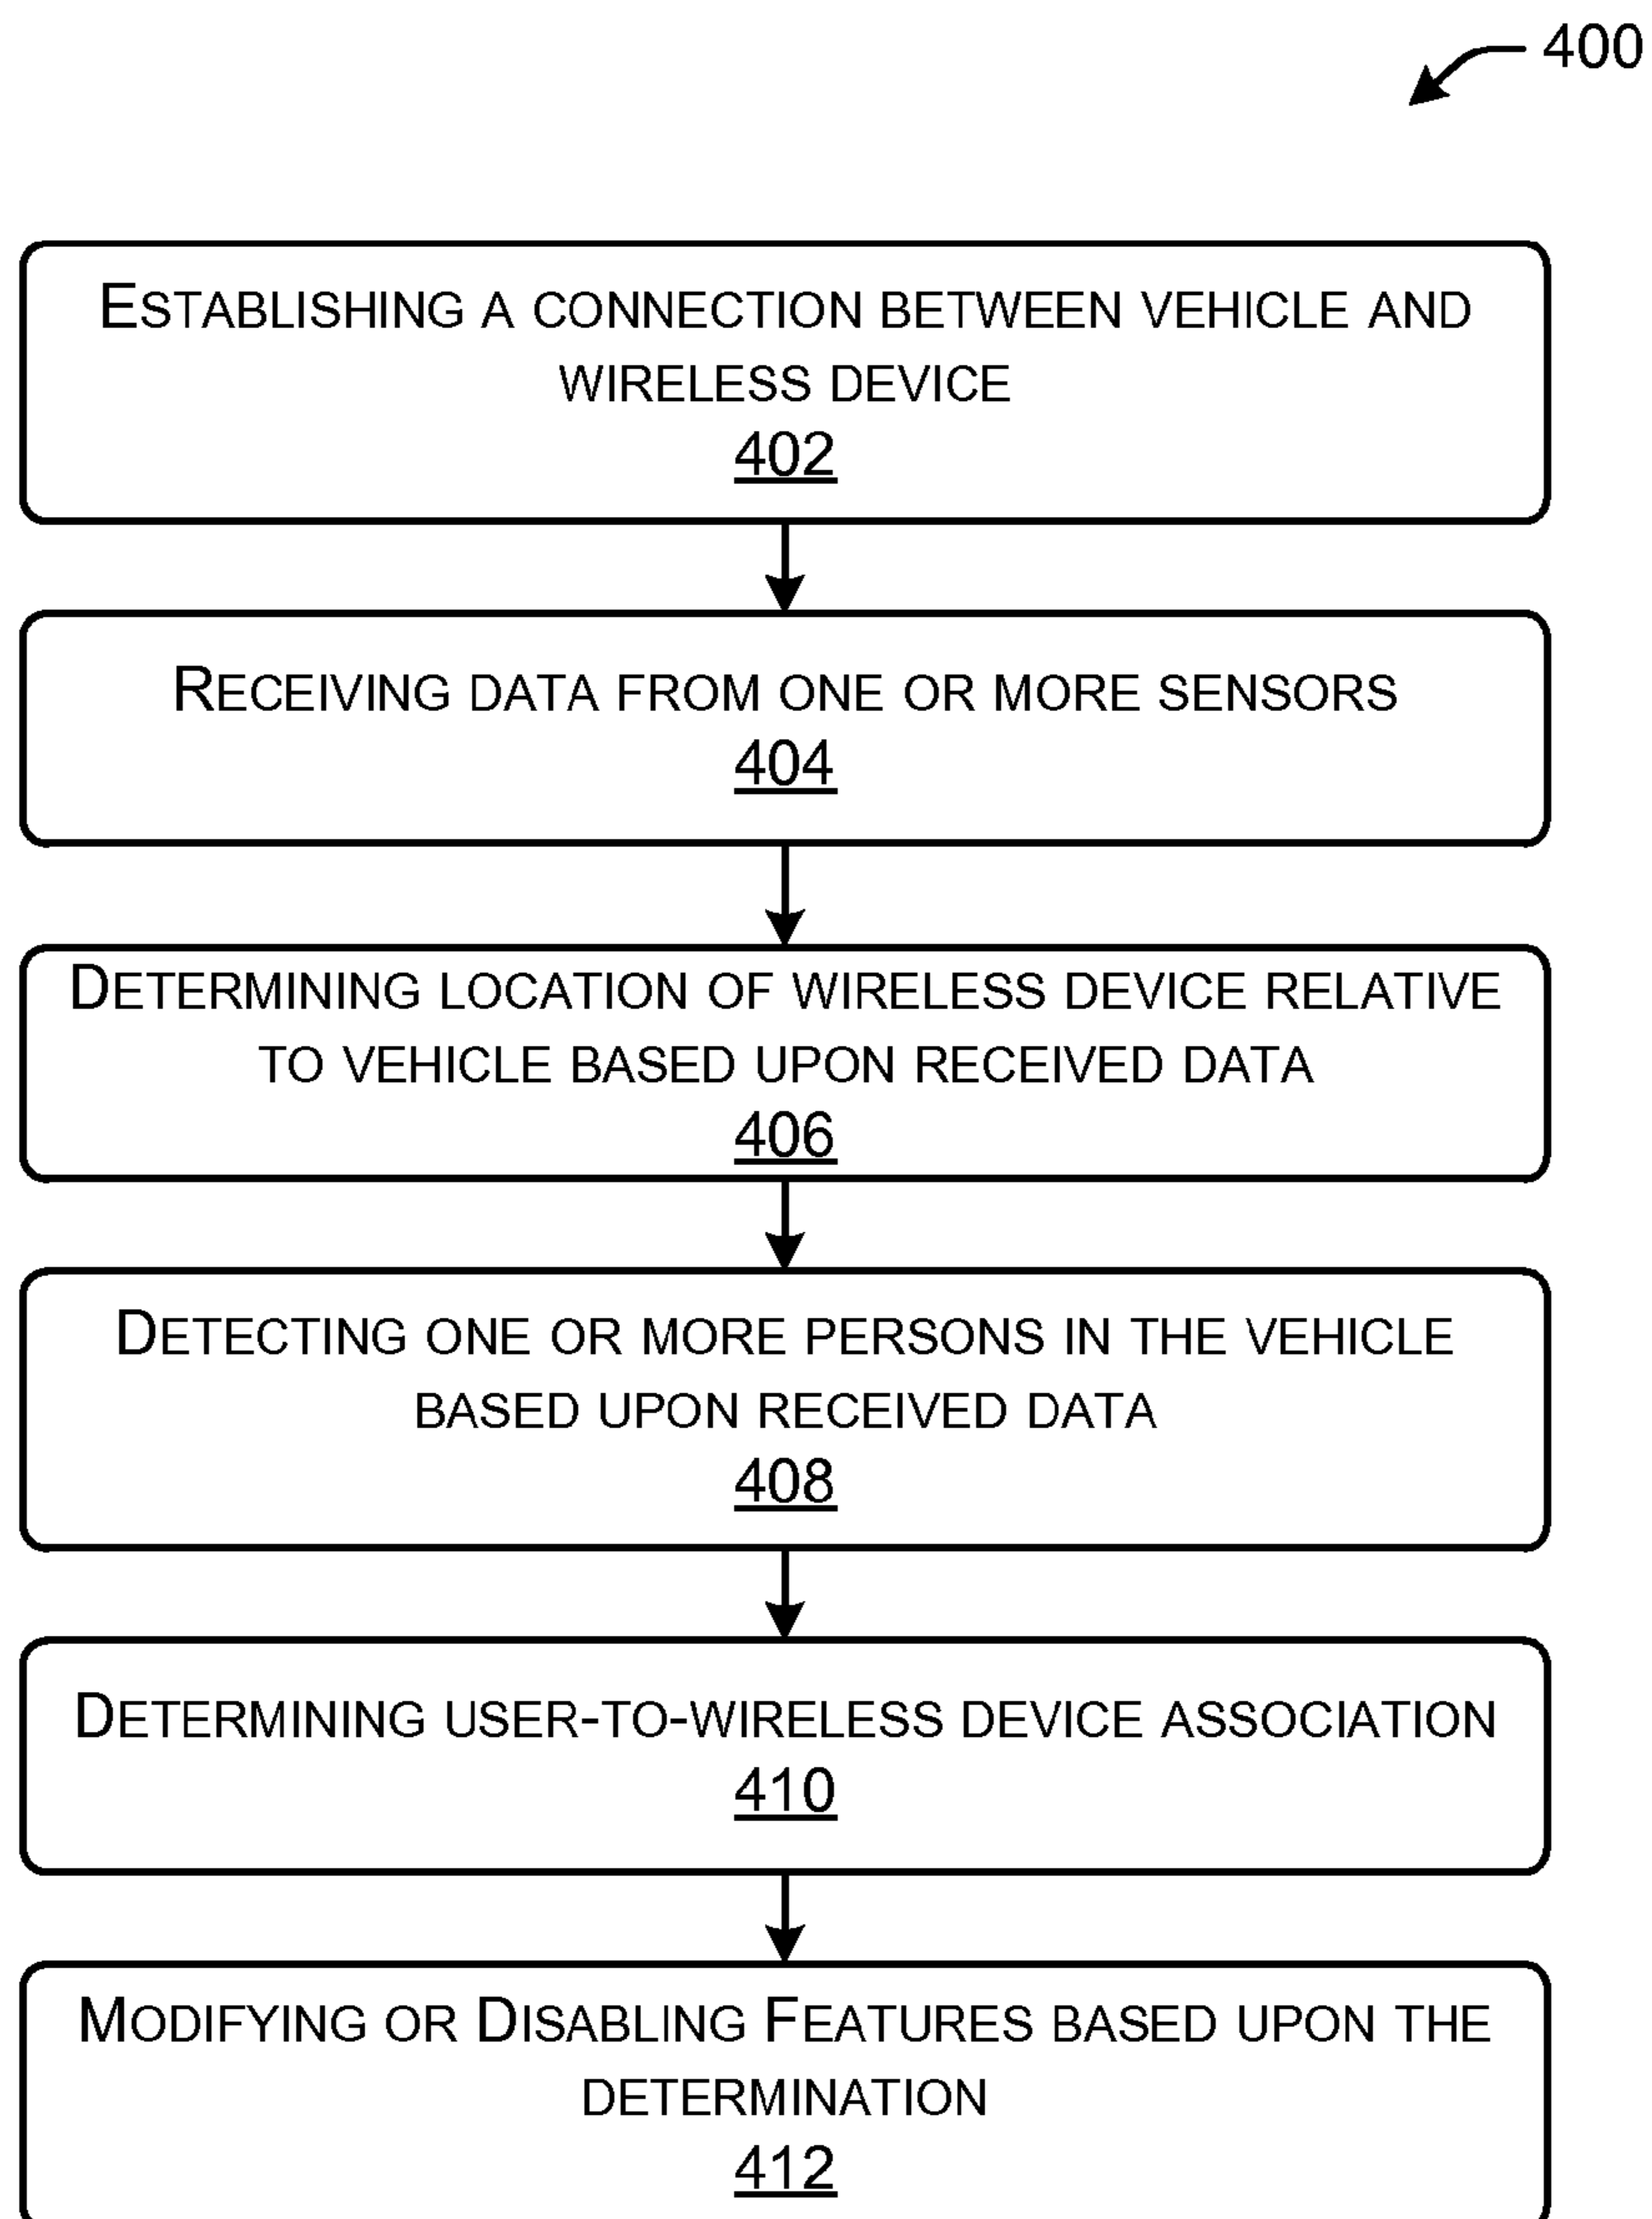 400
ESTABLISHING A CONNECTION BETWEEN VEHICLE AND
WIRELESS DEVICE
402
RECEIVING DATA FROM ONE OR MORE SENSORS
404
DETERMINING LOCATION OF WIRELESS DEVICE RELATIVE
TO VEHICLE BASED UPON RECEIVED DATA
406
DETECTING ONE OR MORE PERSONS IN THE VEHICLE
BASED UPON RECEIVED DATA
408
DETERMINING USER-TO-WIRELESS DEVICE ASSOCIATION
410
MODIFYING OR DISABLING FEATURES BASED UPON THE
DETERMINATION
412